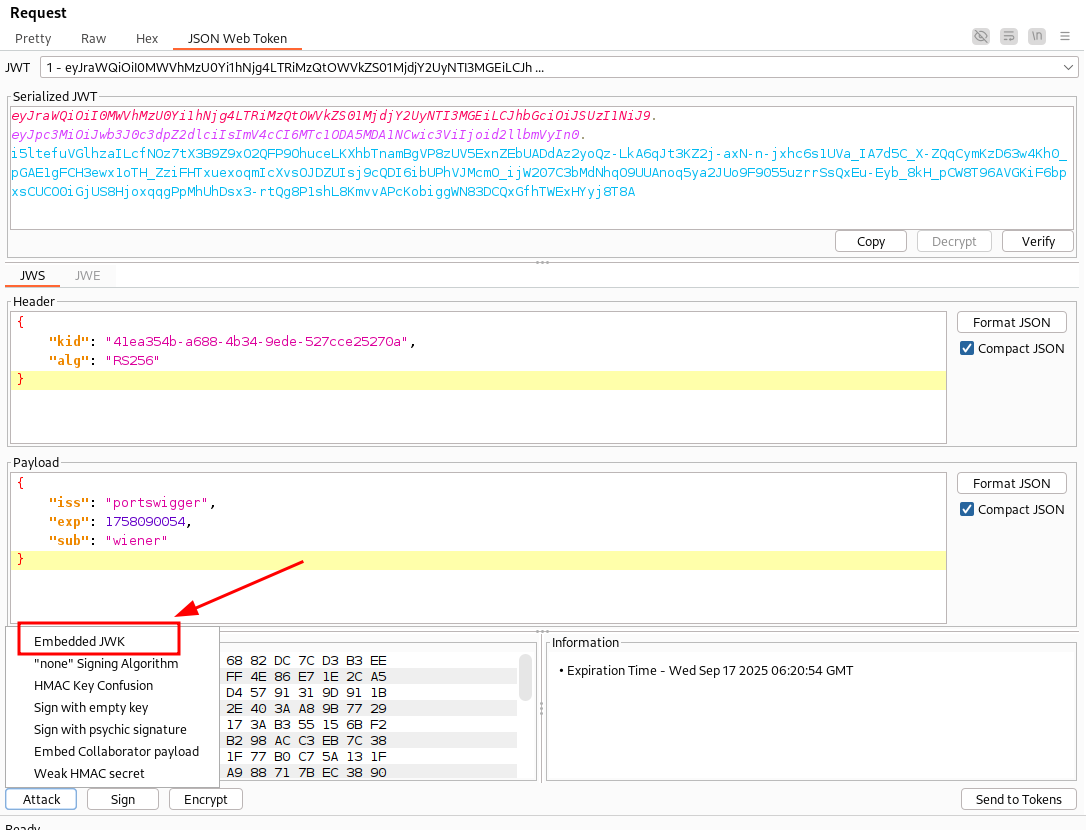 Request
Pretty Raw Hex JSON Web Token
\n
JWT 1 - eyJraWQiOiI0MWVhMzU0Yi1hNjg4LTRiMzQtOWVkZS01MjdjY2UyNTI3MGEiLCJh ...
Serialized JWT
eyJraWQiOiI0MWVhMzU0Yi1hNjg4LTRiMzQtOWVkZS01MjdjY2UyNTI3MGEiLCJhbGciOiJSUzI1NiJ9.
eyJpc3MiOiJwb3J0c3dpZ2dlciIsImV4cCI6MTc1ODA5MDA1NCwic3ViIjoid2llbmVyIn0.
i5ltefuVGlhzaILcfNOz7tX3B9Z9xO2QFP9OhuceLKXhbTnamBgVP8zUV5ExnZEbUADdAz2yoQz-LkA6qJt3KZ2j-axN-n-jxhc6s1UVa_IA7d5C_X-ZQqCymKzD63w4KhO_
pGAE1gFCH3ewx1oTH_ZziFHTxuexoqmIcXvsOJDZUIsj9cQDI6ibUPhVJMcmO_ijW2O7C3bMdNhqO9UUAnoq5ya2JUo9F9O55uzrrSsQxEu-Eyb_8kH_pCW8T96AVGKiF6bp
xsCUCOOiGjUS8HjoxqqgPpMhUhDsx3-rtQg8P1shL8KmvvAPcKobiggWN83DCQxGfhTWExHYyj8T8A
Copy Decrypt Verify
JWS JWE
Header
{
"kid": "41ea354b-a688-4b34-9ede-527cce25270a",
"alg": "RS256"
}
Format JSON
Compact JSON
Payload
{
"iss": "portswigger",
"exp": 1758090054,
"sub": "wiener"
}
Format JSON
Compact JSON
Embedded JWK
"none" Signing Algorithm
HMAC Key Confusion
Sign with empty key
Sign with psychic signature
Embed Collaborator payload
Weak HMAC secret
68 82 DC 7C D3 B3 EE
FF 4E 86 E7 1E 2C A5
D4 57 91 31 9D 91 1B
2E 40 3A A8 9B 77 29
17 3A B3 55 15 6B F2
B2 98 AC C3 EB 7C 38
1F 77 B0 C7 5A 13 1F
A9 88 71 7B EC 38 90
Information
• Expiration Time - Wed Sep 17 2025 06:20:54 GMT
Attack Sign Encrypt Send to Tokens
Ready